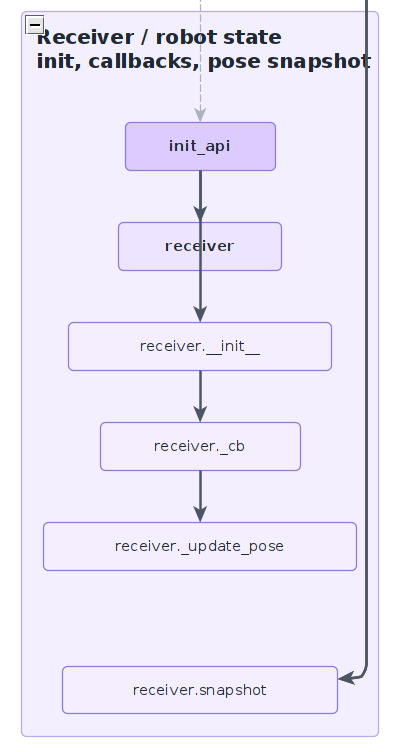 Receiver / robot state
init, callbacks, pose snapshot
init_api
receiver
receiver.__init__
receiver._cb
receiver._update_pose
receiver.snapshot